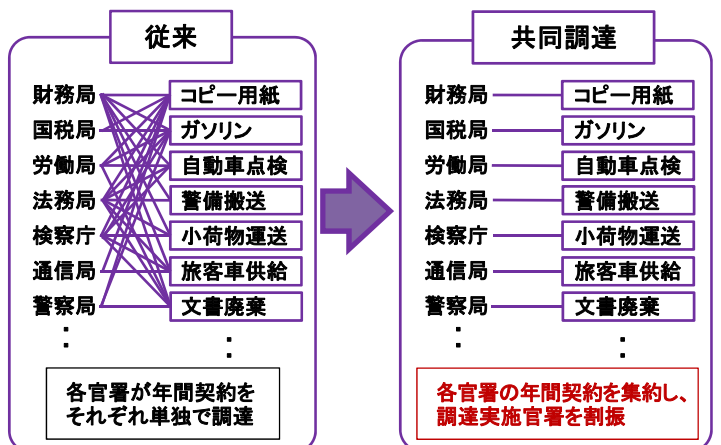 従来
財務局 コピー用紙
国税局 ガソリン
労働局 自動車点検
法務局 警備搬送
検察庁 小荷物運送
通信局 旅客車供給
警察局 文書廃棄
: :
各官署が年間契約を
それぞれ単独で調達
共同調達
財務局 コピー用紙
国税局 ガソリン
労働局 自動車点検
法務局 警備搬送
検察庁 小荷物運送
通信局 旅客車供給
警察局 文書廃棄
: :
各官署の年間契約を集約し、
調達実施官署を割振